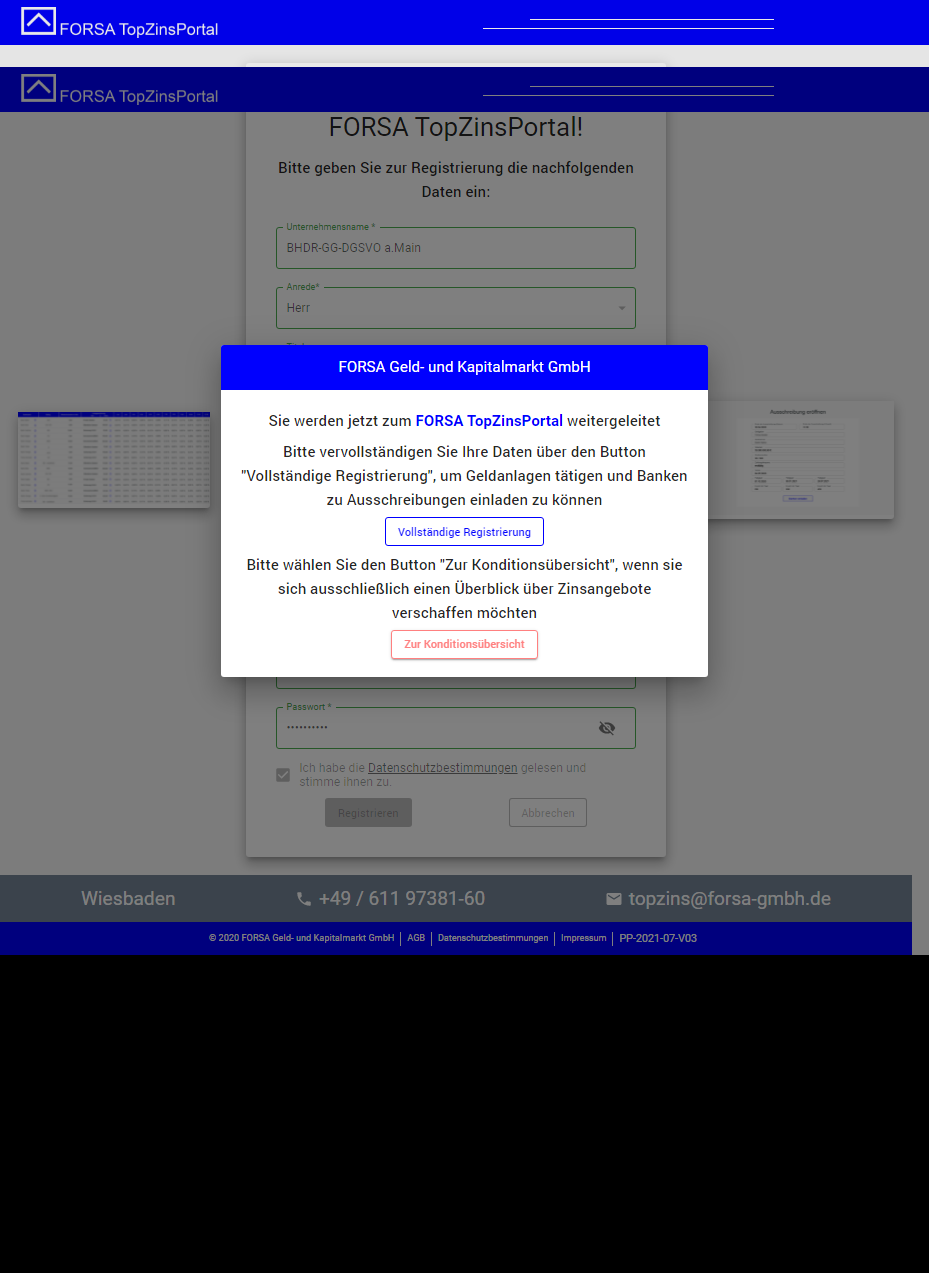 FORSA TopZinsPortal
FORSA TopZinsPortal
FORSA TopZinsPortal!
Bitte geben Sie zur Registrierung die nachfolgenden
Daten ein:
Unternehmensname *
BHDR-GG-DGSVO a.Main
Anrede*
Herr
FORSA Geld- und Kapitalmarkt GmbH
Sie werden jetzt zum FORSA TopZinsPortal weitergeleitet
Bitte vervollständigen Sie Ihre Daten über den Button
"Vollständige Registrierung", um Geldanlagen tätigen und Banken
zu Ausschreibungen einladen zu können
Vollständige Registrierung
Bitte wählen Sie den Button "Zur Konditionsübersicht", wenn sie
sich ausschließlich einen Überblick über Zinsangebote
verschaffen möchten
Zur Konditionsübersicht
Ausschreibung eröffnen
Passwort *
••••••••••
Ich habe die Datenschutzbestimmungen gelesen und
stimme ihnen zu.
Registrieren
Abbrechen
Wiesbaden
+49 / 611 97381-60
topzins@forsa-gmbh.de
© 2020 FORSA Geld- und Kapitalmarkt GmbH
AGB
Datenschutzbestimmungen
Impressum
PP-2021-07-V03